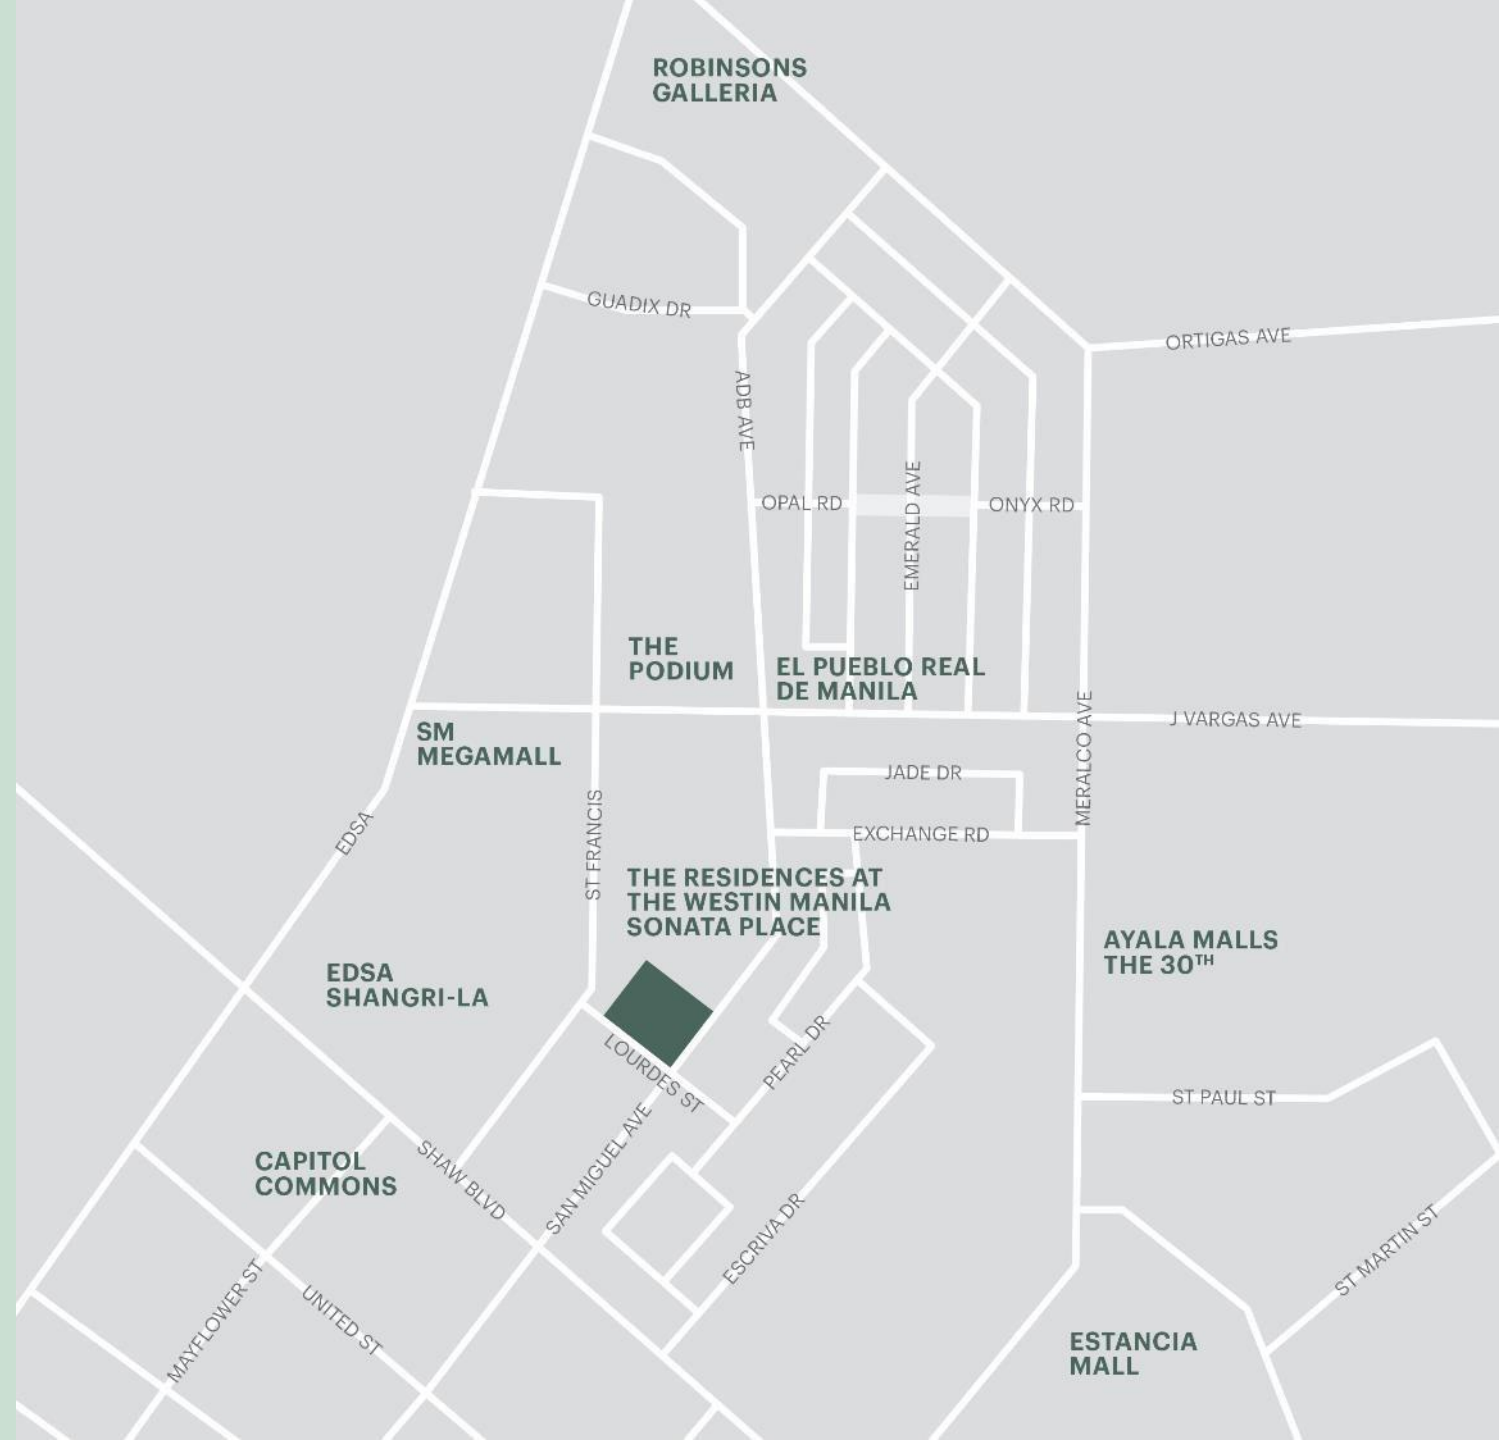 ROBINSONS
GALLERIA
GUADIX DR
ORTIGAS AVE
ADB AVE
OPAL RD
EMERALD AVE
ONYX RD
THE
PODIUM
EL PUEBLO REAL
DE MANILA
SM
MEGAMALL
J VARGAS AVE
MERALCO AVE
JADE DR
EXCHANGE RD
EDSA
ST FRANCIS
THE RESIDENCES AT
THE WESTIN MANILA
SONATA PLACE
AYALA MALLS
THE 30TH
EDSA
SHANGRI-LA
LOURDES ST
PEARL DR
ST PAUL ST
CAPITOL
COMMONS
SHAW BLVD
SAN MIGUEL AVE
ESCRIVA DR
ST MARTIN ST
MAYFLOWER ST
UNITED ST
ESTANCIA
MALL